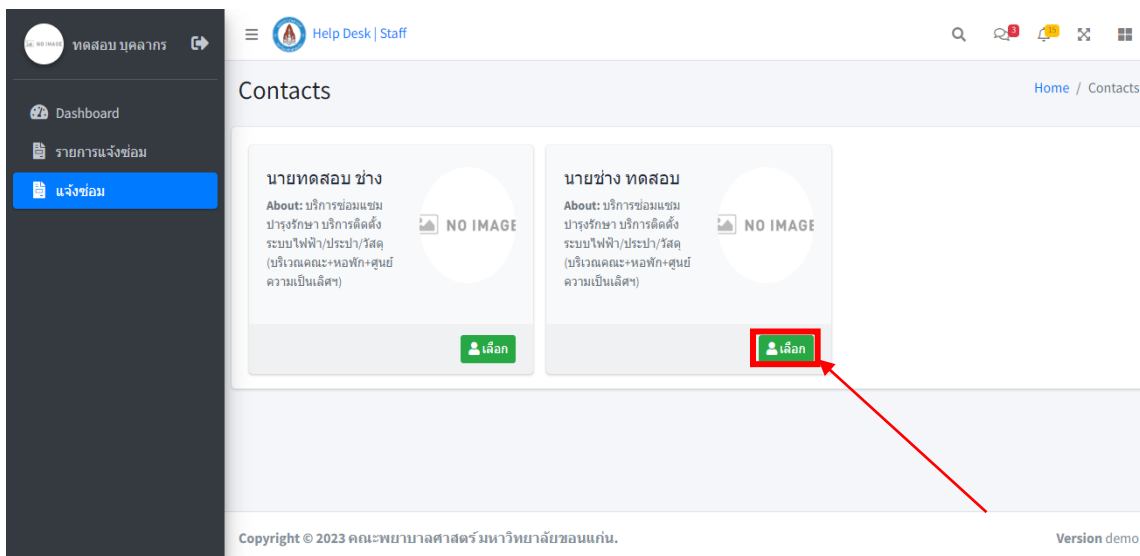 NO IMAGE ทดสอบ บุคลากร
Help Desk | Staff
3
15
Contacts
Home / Contacts
Dashboard
รายการแจ้งซ่อม
แจ้งซ่อม
นายทดสอบ ช่าง
About: บริการซ่อมแซม
บำรุงรักษา บริการติดตั้ง
ระบบไฟฟ้า/ประปา/วัสดุ
(บริเวณคณะ+หอพัก+ศูนย์
ความเป็นเลิศฯ)
NO IMAGE
เลือก
นายช่าง ทดสอบ
About: บริการซ่อมแซม
บำรุงรักษา บริการติดตั้ง
ระบบไฟฟ้า/ประปา/วัสดุ
(บริเวณคณะ+หอพัก+ศูนย์
ความเป็นเลิศฯ)
NO IMAGE
เลือก
Copyright © 2023 คณะพยาบาลศาสตร์ มหาวิทยาลัยขอนแก่น.
Version demo